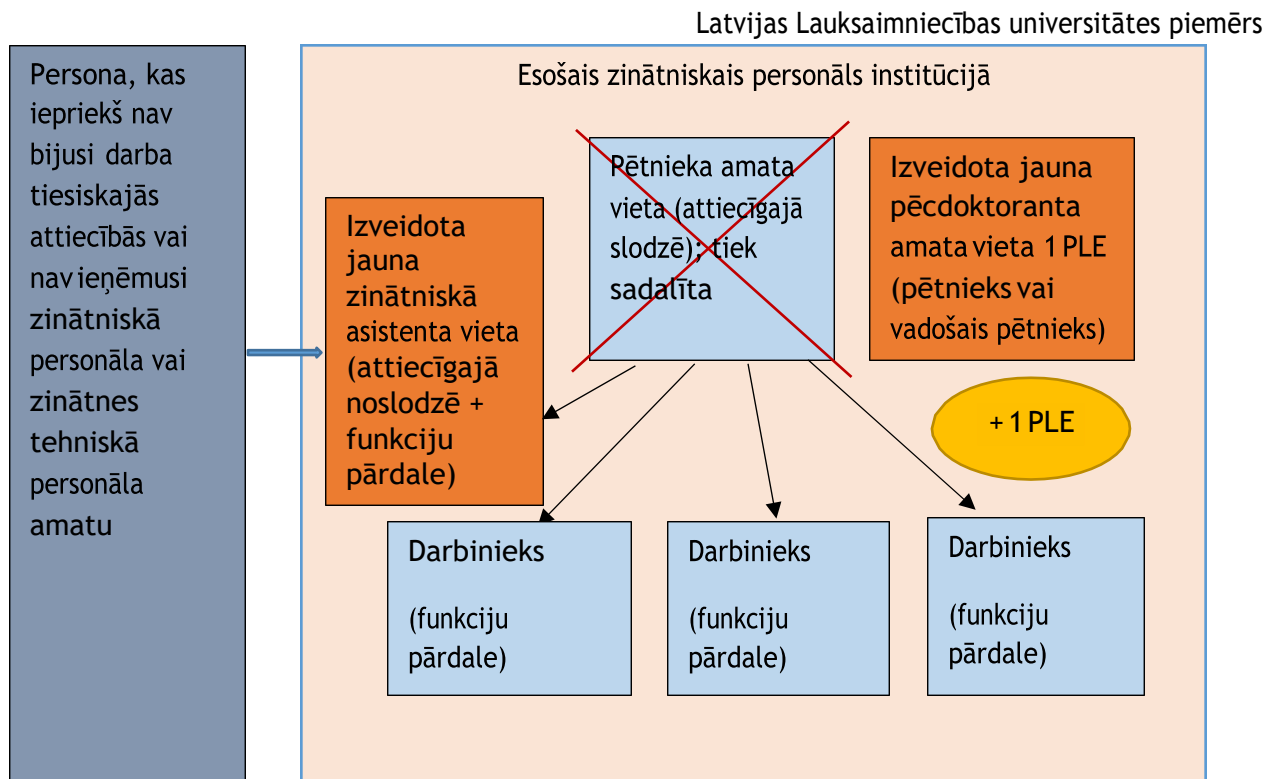 Latvijas Lauksaimniecības universitātes piemērs
Persona, kas
iepriekš nav
bijusi darba
tiesiskajās
attiecībās vai
nav ieņēmusi
zinātniskā
personāla vai
zinātnes
tehniskā
personāla
amatu
Esošais zinātniskais personāls institūcijā
Izveidota
jauna
zinātniskā
asistenta vieta
(attiecīgajā
noslodzē +
funkciju
pārdale)
Pētnieka amata
vieta (attiecīgajā
slodzē); tiek
sadalīta
Izveidota jauna
pēcdoktoranta
amata vieta 1 PLE
(pētnieks vai
vadošais pētnieks)
+ 1 PLE
Darbinieks
(funkciju
pārdale)
Darbinieks
(funkciju
pārdale)
Darbinieks
(funkciju
pārdale)